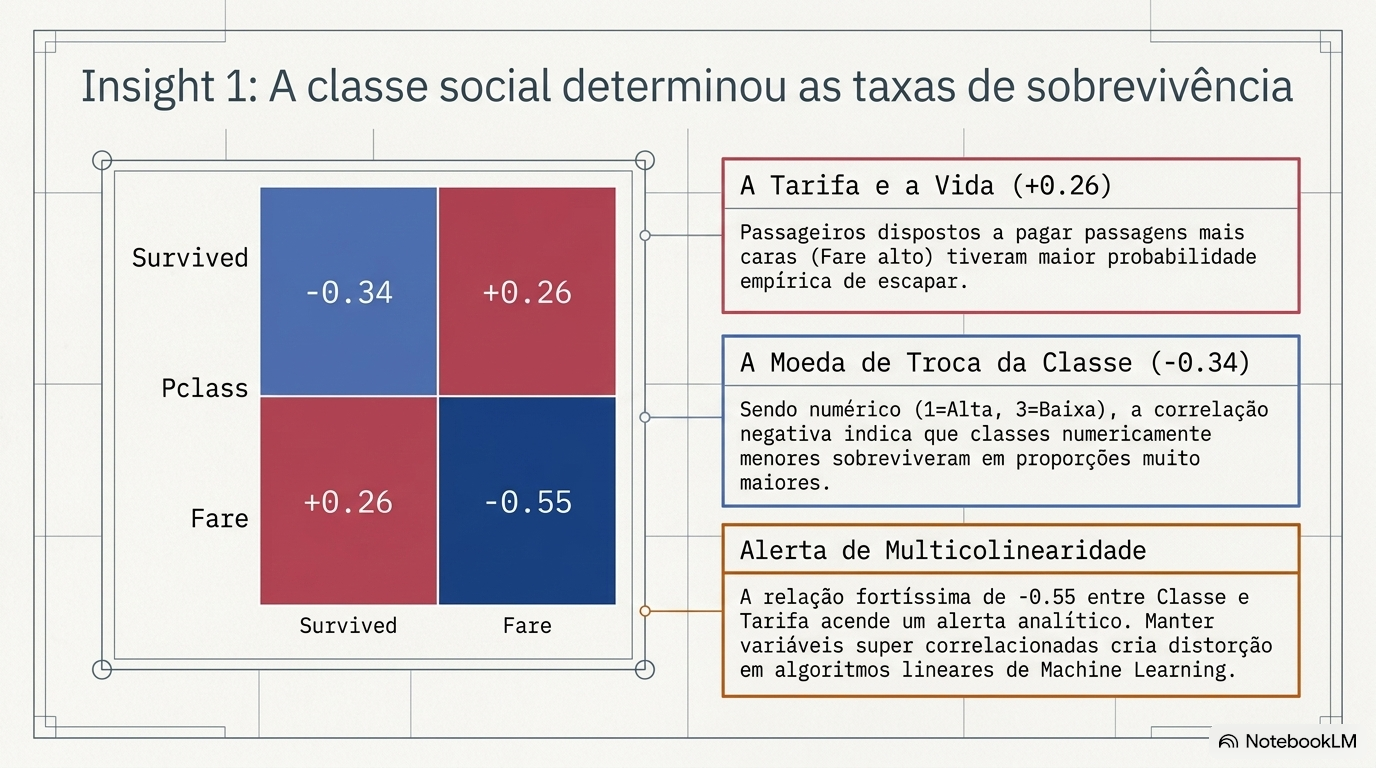 Insight 1: A classe social determinou as taxas de sobrevivência
Survived
Pclass
Fare
-0.34
+0.26
+0.26
-0.55
Survived
Fare
A Tarifa e a Vida (+0.26)
Passageiros dispostos a pagar passagens mais
caras (Fare alto) tiveram maior probabilidade
empírica de escapar.
A Moeda de Troca da Classe (-0.34)
Sendo numérico (1=Alta, 3=Baixa), a correlação
negativa indica que classes numericamente
menores sobreviveram em proporções muito
maiores.
Alerta de Multicolinearidade
A relação fortíssima de -0.55 entre Classe e
Tarifa acende um alerta analítico. Manter
variáveis super correlacionadas cria distorção
em algoritmos lineares de Machine Learning.
NotebookLM